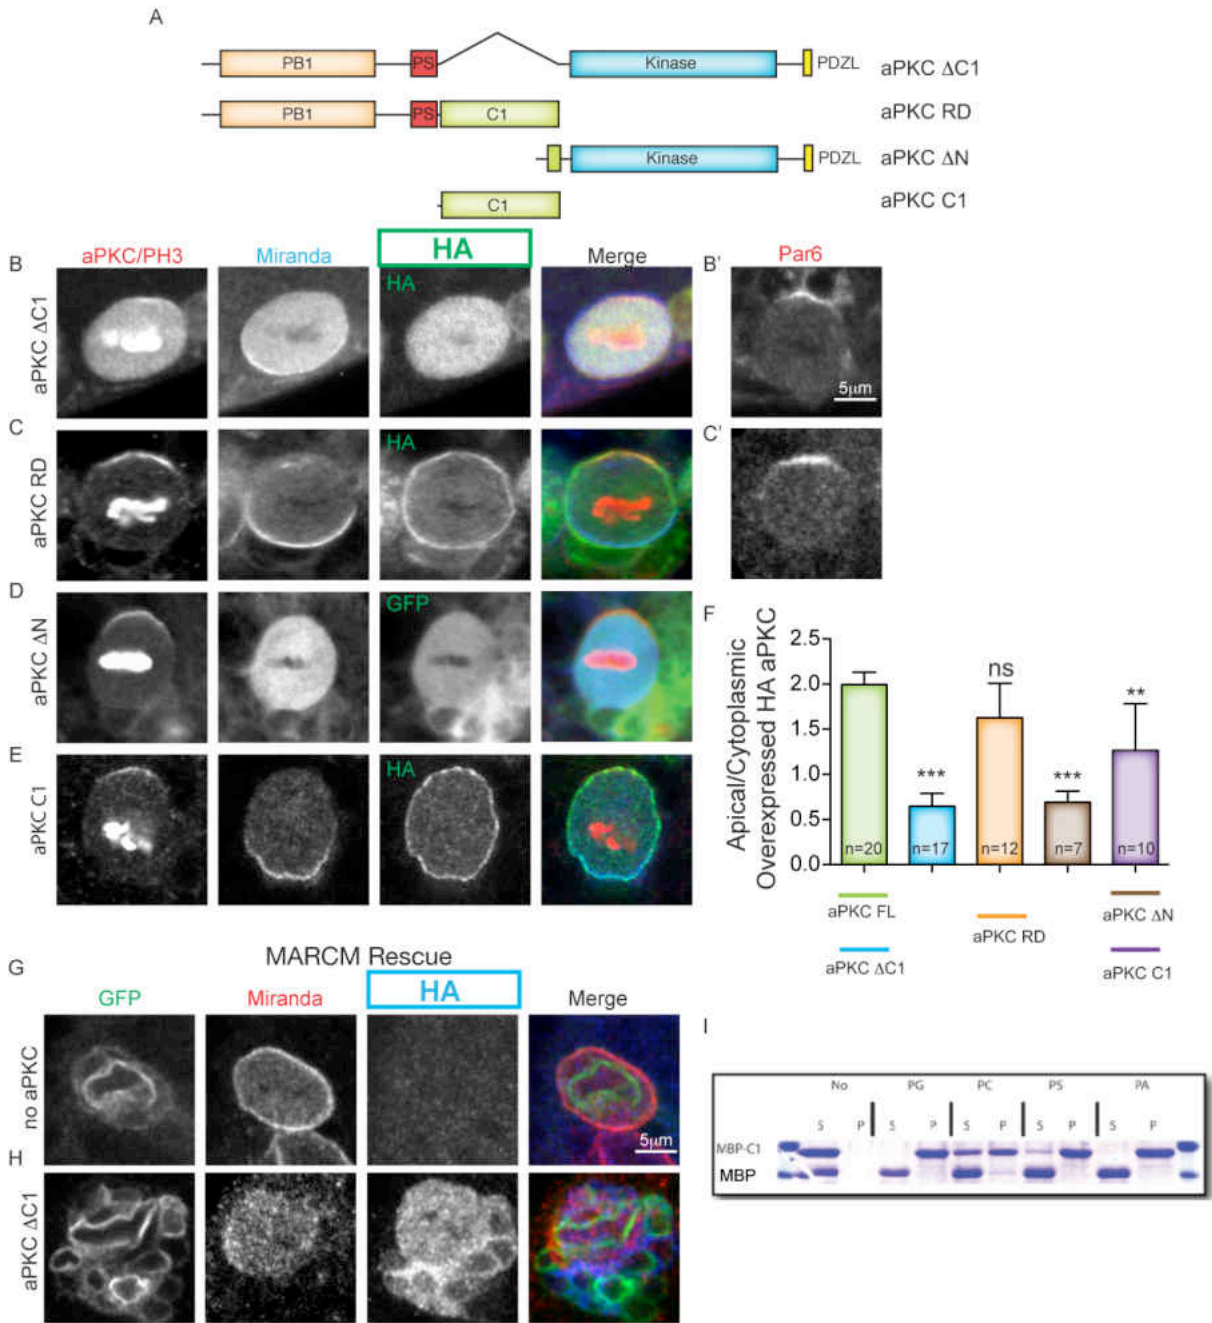 A
PB1 PS Kinase PDZL aPKC ΔC1
PB1 PS C1 aPKC RD
Kinase PDZL aPKC ΔN
C1 aPKC C1
aPKC/PH3 Miranda HA Merge Par6
B aPKC ΔC1 HA B' 5μm
C aPKC RD HA C'
D aPKC ΔN GFP
E aPKC C1 HA
F
Apical/Cytoplasmic
Overexpressed HA aPKC
2.5
2.0
1.5
1.0
0.5
0.0
*** ns *** **
n=20 n=17 n=12 n=7 n=10
aPKC FL aPKC RD aPKC ΔN
aPKC ΔC1 aPKC C1
MARCM Rescue
GFP Miranda HA Merge
G no aPKC 5μm
H aPKC ΔC1
I
No PG PC PS PA
S P S P S P S P S P
MBP-C1
MBP